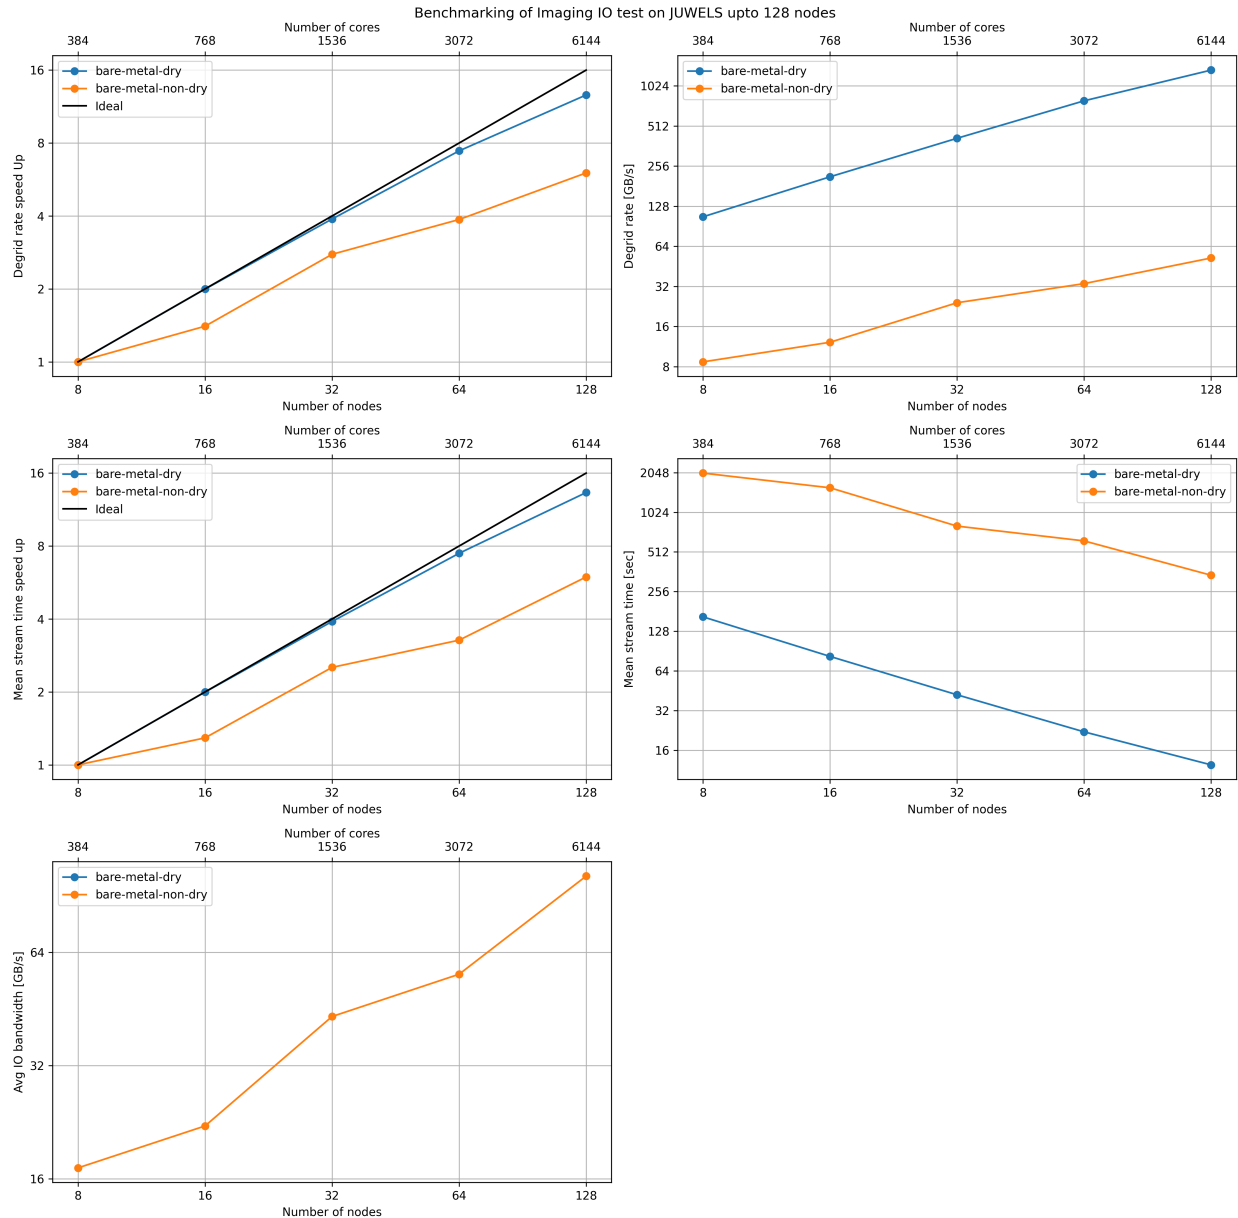 Benchmarking of Imaging IO test on JUWELS upto 128 nodes
Number of cores
384 768 1536 3072 6144
bare-metal-dry
bare-metal-non-dry
Ideal
Degrid rate speed Up
16
8
4
2
1
8 16 32 64 128
Number of nodes
384 768 1536 3072 6144
bare-metal-dry
bare-metal-non-dry
Degrid rate [GB/s]
1024
512
256
128
64
32
16
8
8 16 32 64 128
Number of nodes
Number of cores
384 768 1536 3072 6144
bare-metal-dry
bare-metal-non-dry
Ideal
Mean stream time speed up
16
8
4
2
1
8 16 32 64 128
Number of nodes
Number of cores
384 768 1536 3072 6144
bare-metal-dry
bare-metal-non-dry
Mean stream time [sec]
2048
1024
512
256
128
64
32
16
8 16 32 64 128
Number of nodes
Number of cores
384 768 1536 3072 6144
bare-metal-dry
bare-metal-non-dry
Avg IO bandwidth [GB/s]
64
32
16
8 16 32 64 128
Number of nodes